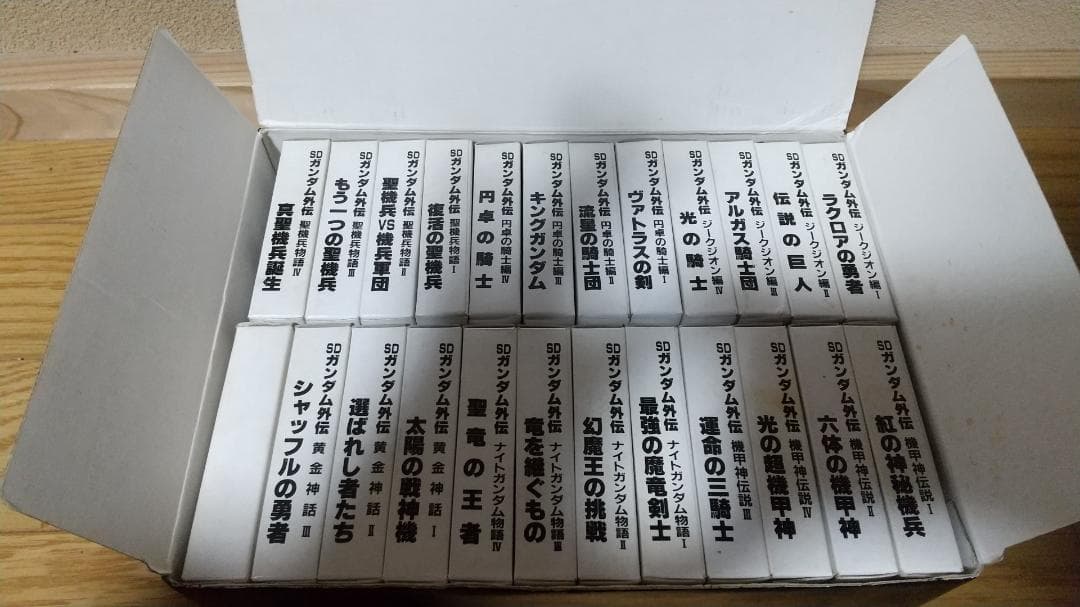 SDガンダム外伝 ジークジオン編Ⅰ
ラクロアの勇者
SDガンダム外伝 ジークジオン編Ⅱ
伝説の巨人
SDガンダム外伝 ジークジオン編Ⅲ
アルガス騎士団
SDガンダム外伝 ジークジオン編Ⅳ
光の騎士
SDガンダム外伝 円卓の騎士編Ⅰ
ヴァトラスの剣
SDガンダム外伝 円卓の騎士編Ⅱ
流星の騎士団
SDガンダム外伝 円卓の騎士編Ⅲ
キングガンダム
SDガンダム外伝 円卓の騎士編Ⅳ
円卓の騎士
SDガンダム外伝 聖機兵物語Ⅰ
復活の聖機兵
SDガンダム外伝 聖機兵物語Ⅱ
聖機兵VS機兵軍団
SDガンダム外伝 聖機兵物語Ⅲ
もう一つの聖機兵
SDガンダム外伝 聖機兵物語Ⅳ
真聖機兵誕生
SDガンダム外伝 機甲神伝説Ⅰ
紅の神秘機兵
SDガンダム外伝 機甲神伝説Ⅱ
六体の機甲神
SDガンダム外伝 機甲神伝説Ⅳ
光の超機甲神
SDガンダム外伝 機甲神伝説Ⅲ
運命の三騎士
SDガンダム外伝 ナイトガンダム物語Ⅰ
最強の魔竜剣士
SDガンダム外伝 ナイトガンダム物語Ⅱ
幻魔王の挑戦
SDガンダム外伝 ナイトガンダム物語Ⅲ
竜を継ぐもの
SDガンダム外伝 ナイトガンダム物語Ⅳ
聖竜の王者
SDガンダム外伝 黄金神話Ⅰ
太陽の戦神機
SDガンダム外伝 黄金神話Ⅱ
選ばれし者たち
SDガンダム外伝 黄金神話Ⅲ
シャッフルの勇者